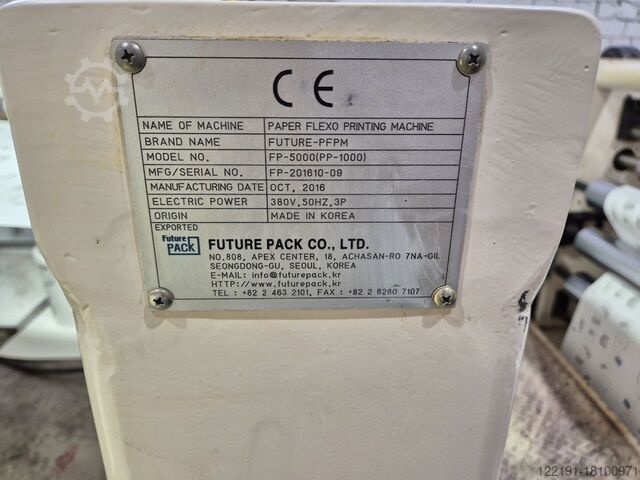 CE
NAME OF MACHINE PAPER FLEXO PRINTING MACHINE
BRAND NAME FUTURE-PFPM
MODEL NO. FP-5000(PP-1000)
MFG/SERIAL NO. FP-201610-09
MANUFACTURING DATE OCT, 2016
ELECTRIC POWER 380V,50HZ,3P
ORIGIN MADE IN KOREA
EXPORTED
Future PACK FUTURE PACK CO., LTD.
NO.808, APEX CENTER, 18, ACHASAN-RO 7NA-GIL
SEONGDONG-GU, SEOUL, KOREA
E-MAIL: info@futurepack.kr
HTTP://www.futurepack.kr
TEL : +82 2 463 2101, FAX : +82 2 6280 7107
122191-18100971